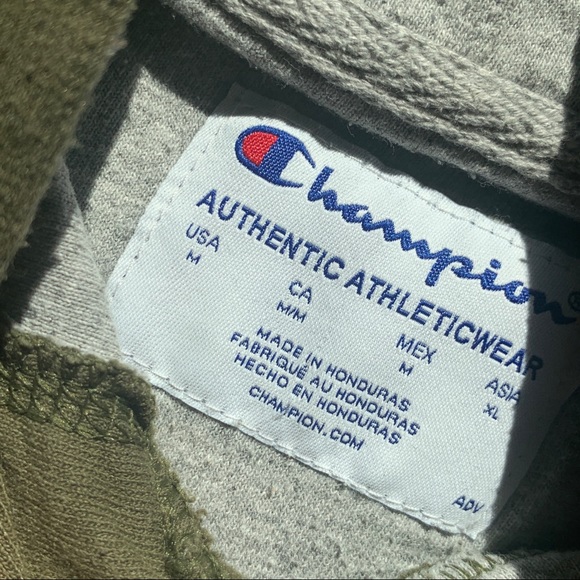 Champion
AUTHENTIC ATHLETICWEAR
USA CA MEX ASIA
M M/M M XL
MADE IN HONDURAS
FABRIQUÉ AU HONDURAS
HECHO EN HONDURAS
CHAMPION.COM
ADV